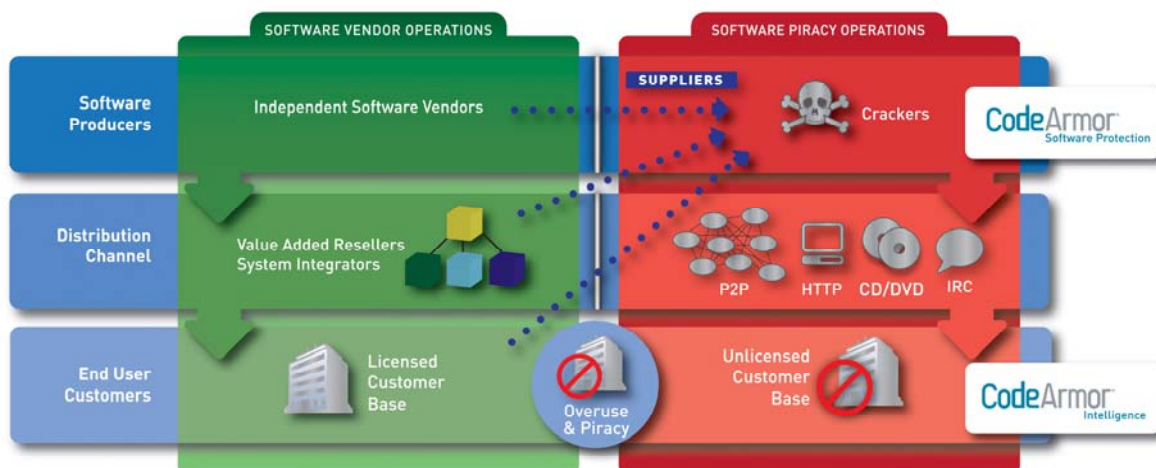 SOFTWARE VENDOR OPERATIONS
SOFTWARE PIRACY OPERATIONS
Software
Producers
Independent Software Vendors
SUPPLIERS
Crackers
CodeArmor™
Software Protection
Distribution
Channel
Value Added Resellers
System Integrators
P2P
HTTP
CD/DVD
IRC
End User
Customers
Licensed
Customer
Base
Overuse
& Piracy
Unlicensed
Customer
Base
CodeArmor™
Intelligence